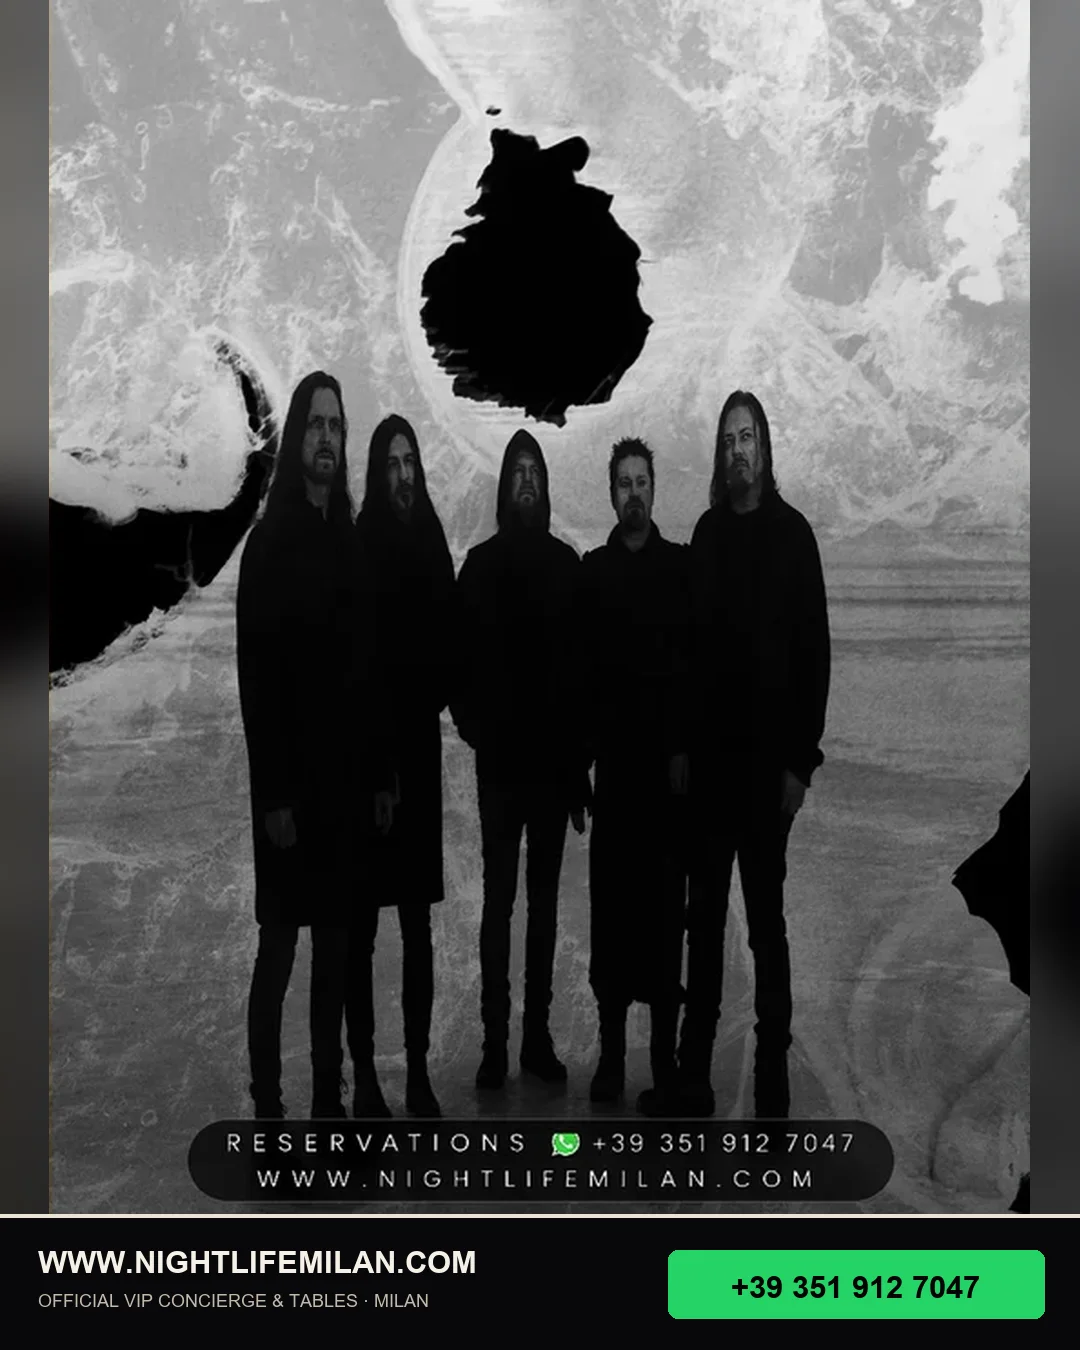 RESERVATIONS +39 351 912 7047
WWW.NIGHTLIFEMILAN.COM
WWW.NIGHTLIFEMILAN.COM
OFFICIAL VIP CONCIERGE & TABLES · MILAN
+39 351 912 7047